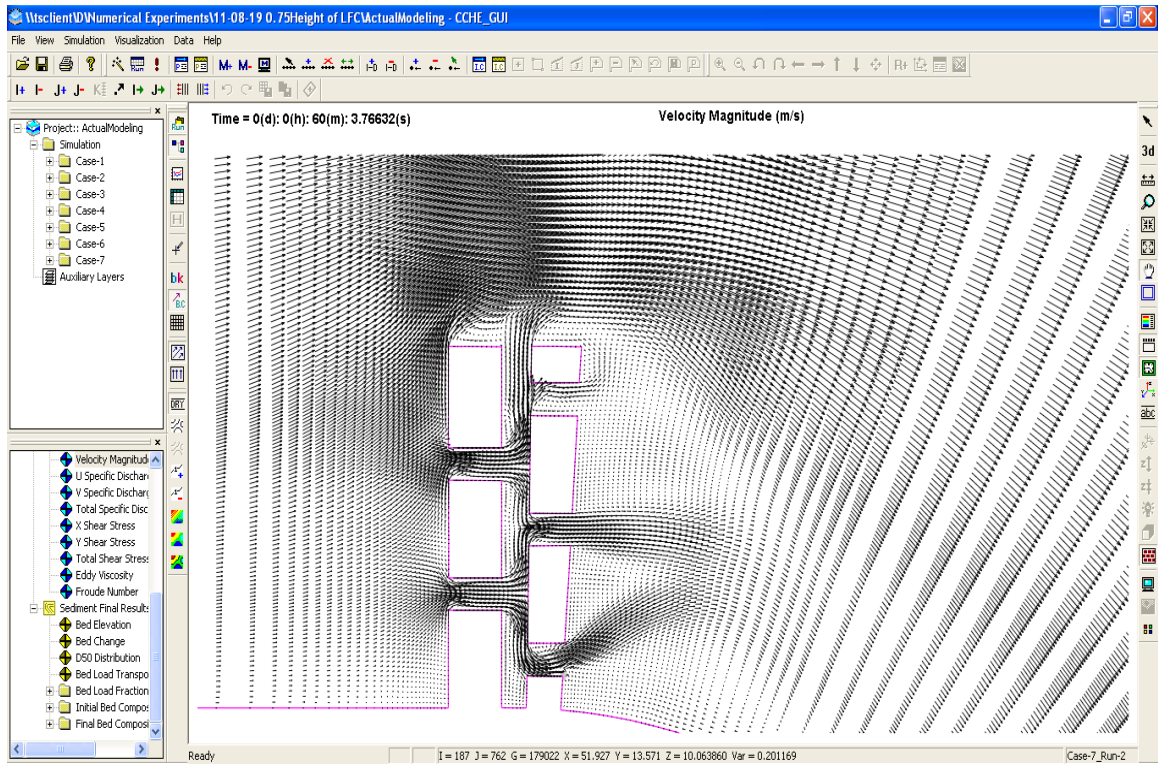 \\tsclient\D\Numerical Experiments\11-08-19 0.75Height of LFC\ActualModeling - CCHE_GUI
File View Simulation Visualization Data Help
Run
M+ M-
I.C I.C
R+
I+ I- J+ J-
Project:: ActualModeling
Simulation
Case-1
Case-2
Case-3
Case-4
Case-5
Case-6
Case-7
Auxiliary Layers
Velocity Magnitud
U Specific Dischar
V Specific Discharg
Total Specific Disc
X Shear Stress
Y Shear Stress
Total Shear Stress
Eddy Viscosity
Froude Number
Sediment Final Results
Bed Elevation
Bed Change
D50 Distribution
Bed Load Transpo
Bed Load Fraction
Initial Bed Compos
Final Bed Composi
Run
H
bk
B.C
DRY
Time = 0(d): 0(h): 60(m): 3.76632(s)
Velocity Magnitude (m/s)
3d
abc
Ready
I = 187 J = 762 G = 179022 X = 51.927 Y = 13.571 Z = 10.063860 Var = 0.201169
Case-7_Run-2